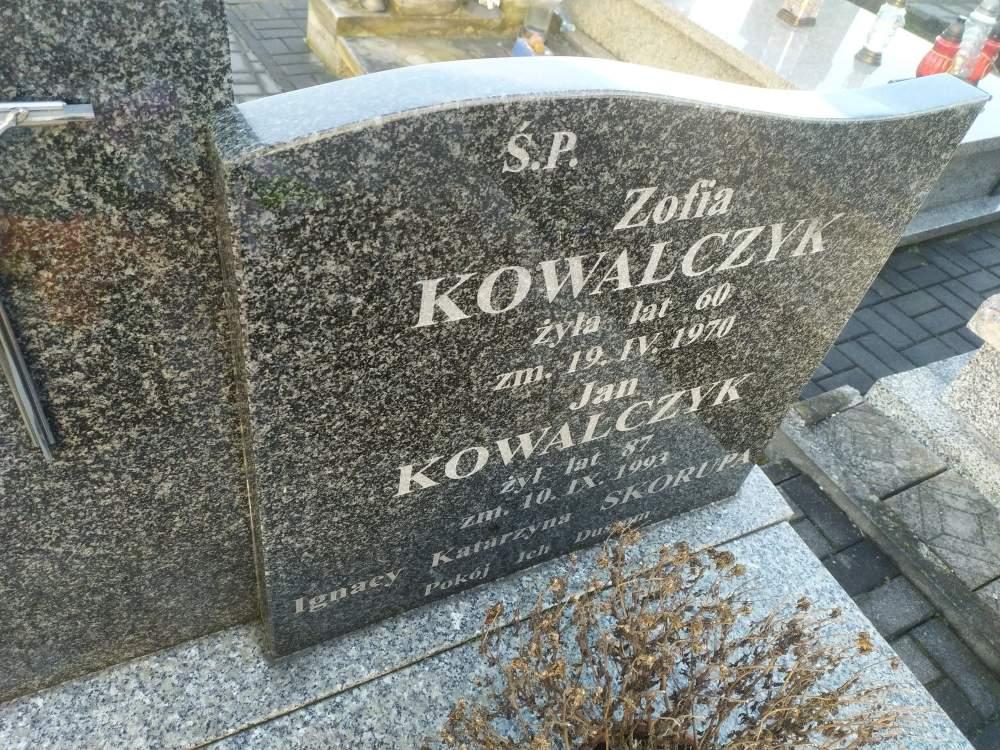 Ś.P.
Zofia
KOWALCZYK
żyła lat 60
zm. 19. IV. 1970
Jan
KOWALCZYK
żył lat 87
zm. 10. IX. 1993
Ignacy Katarzyna SKORUPA
Pokój Ich Duszom.